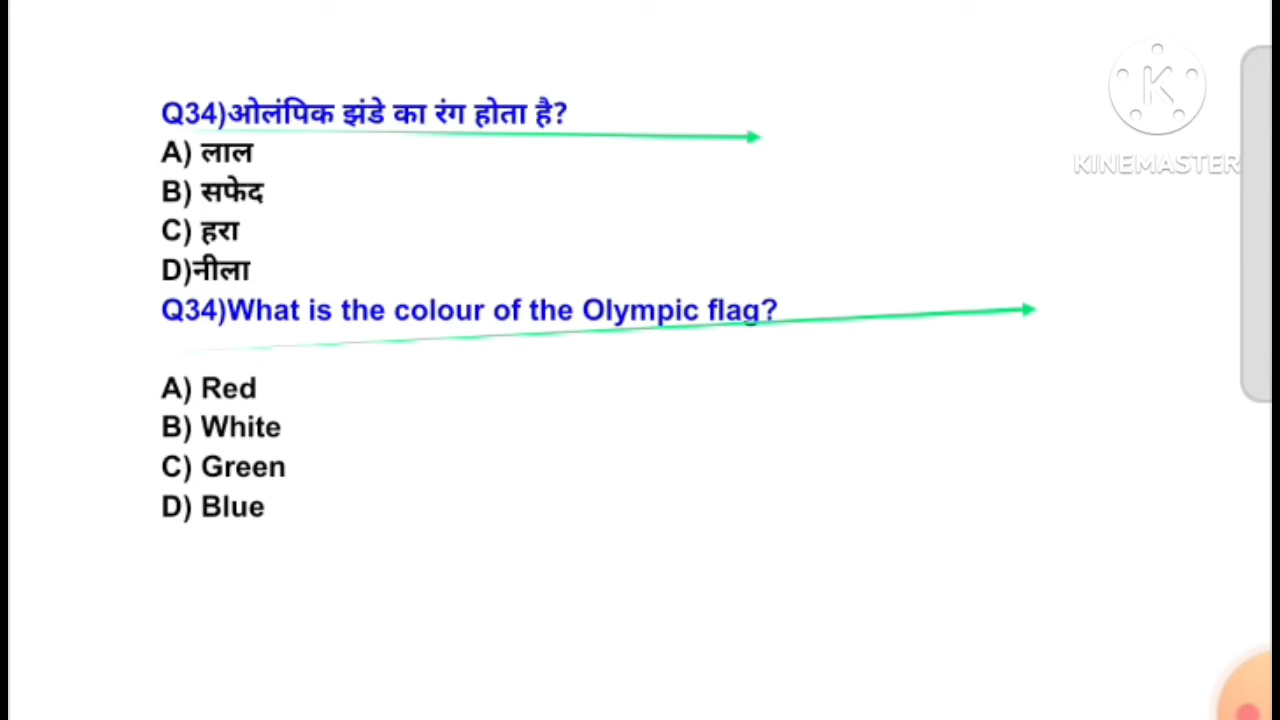 Q34)ओलंपिक झंडे का रंग होता है?
A) लाल
B) सफेद
C) हरा
D)नीला
Q34)What is the colour of the Olympic flag?
A) Red
B) White
C) Green
D) Blue
K
KINEMASTER